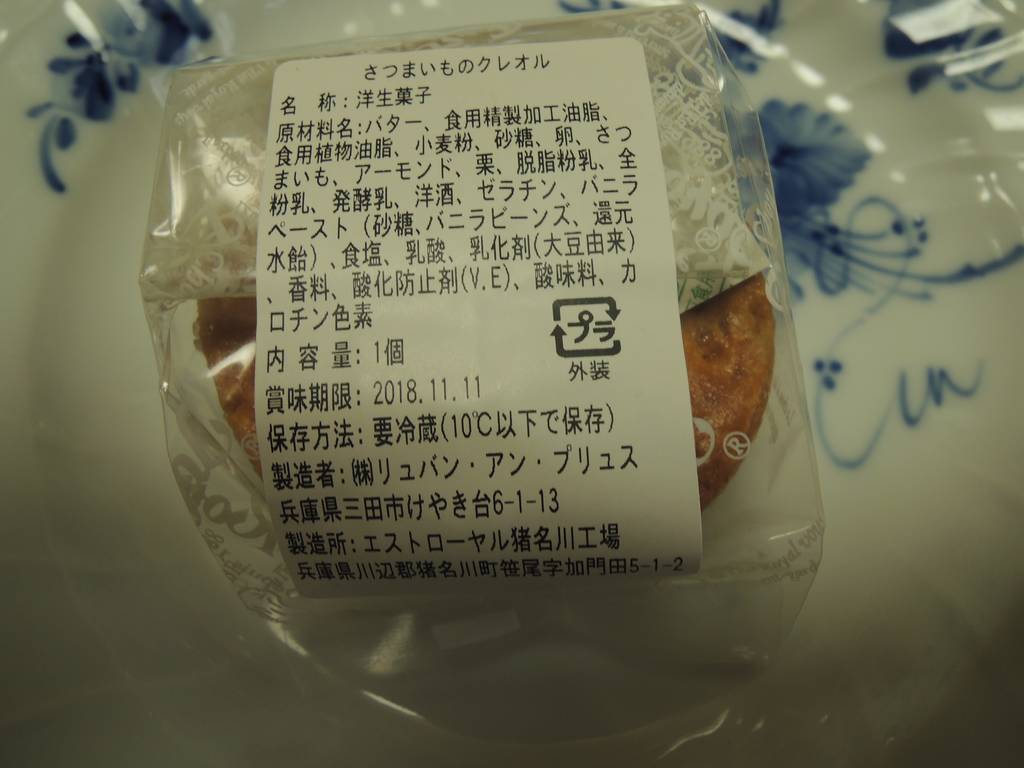 さつまいものクレオル
名　称：洋生菓子
原材料名:バター、食用精製加工油脂、
食用植物油脂、小麦粉、砂糖、卵、さつ
まいも、アーモンド、栗、脱脂粉乳、全
粉乳、発酵乳、洋酒、ゼラチン、バニラ
ペースト（砂糖、バニラビーンズ、還元
水飴）、食塩、乳酸、乳化剤(大豆由来)
、香料、酸化防止剤(V.E)、酸味料、カ
ロチン色素
内 容 量: 1個
プラ
外装
賞味期限: 2018.11.11
保存方法: 要冷蔵(10℃以下で保存)
製造者:㈱リュバン・アン・プリュス
兵庫県三田市けやき台6-1-13
製造所: エストローヤル猪名川工場
兵庫県川辺郡猪名川町笹尾字加門田5-1-2